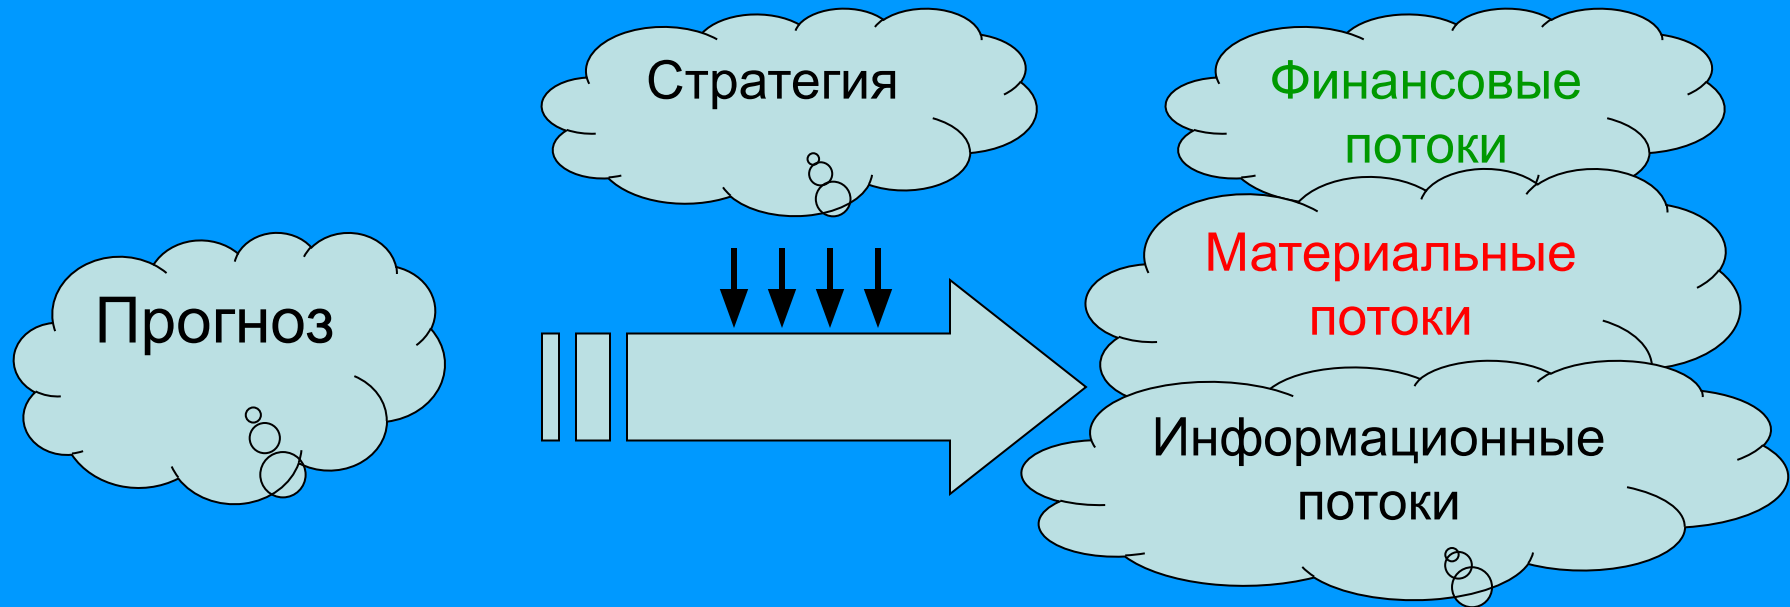 Прогноз
Стратегия
Финансовые
потоки
Материальные
потоки
Информационные
потоки